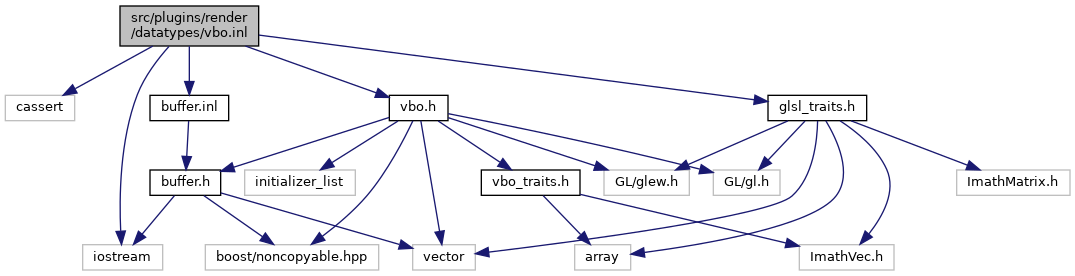 src/plugins/render
/datatypes/vbo.inl
cassert
buffer.inl
vbo.h
glsl_traits.h
buffer.h
initializer_list
vbo_traits.h
GL/glew.h
GL/gl.h
ImathMatrix.h
iostream
boost/noncopyable.hpp
vector
array
ImathVec.h